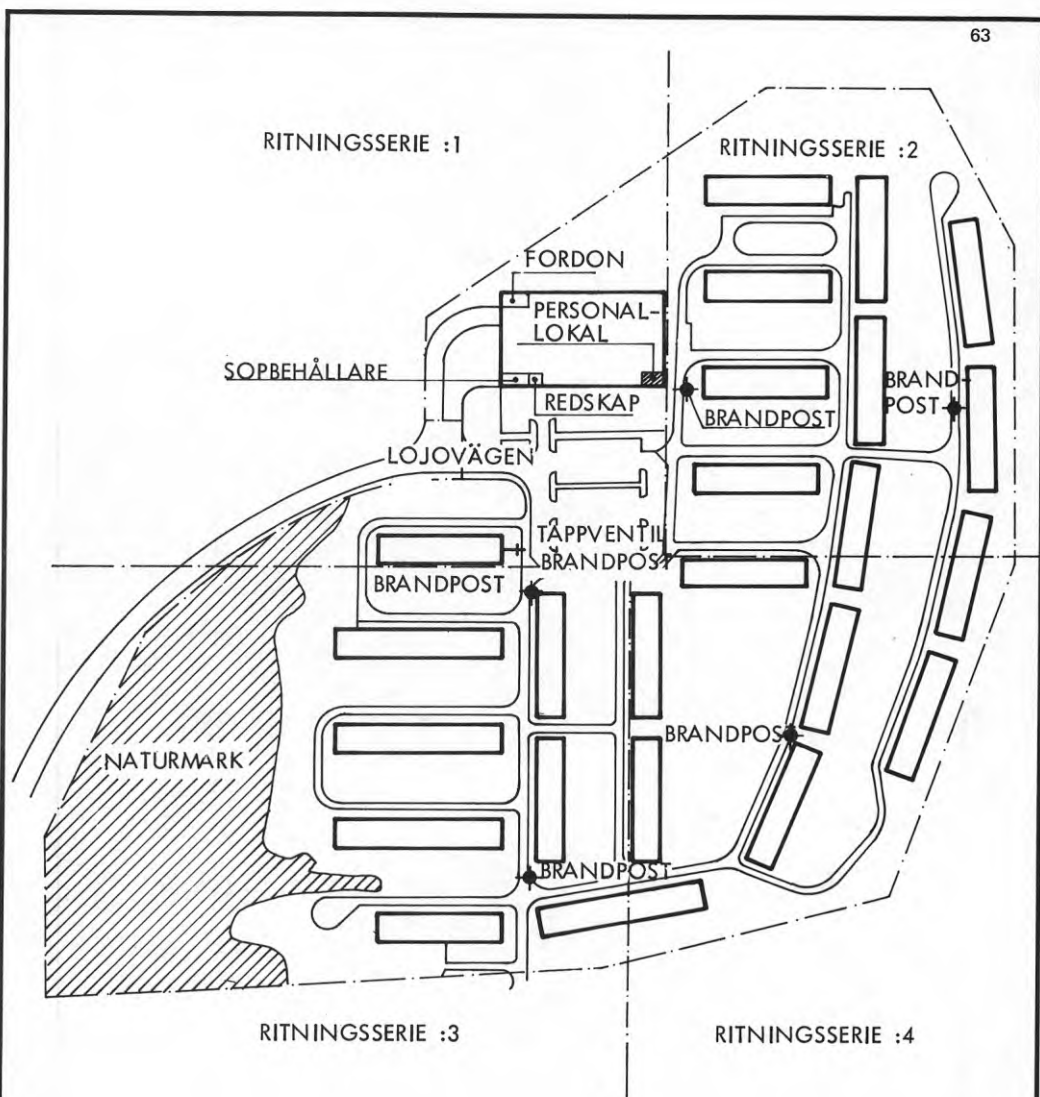 63
RITNINGSSERIE :1
RITNINGSSERIE :2
FORDON
PERSONAL-
LOKAL
SOPBEHÅLLARE
REDSKAP
BRANDPOST
BRAND-
POST
LOJOVÄGEN
TÄPPVENTIL
BRANDPOST
BRANDPOST
NATURMARK
BRANDPOST
BRANDPOST
RITNINGSSERIE :3
RITNINGSSERIE :4